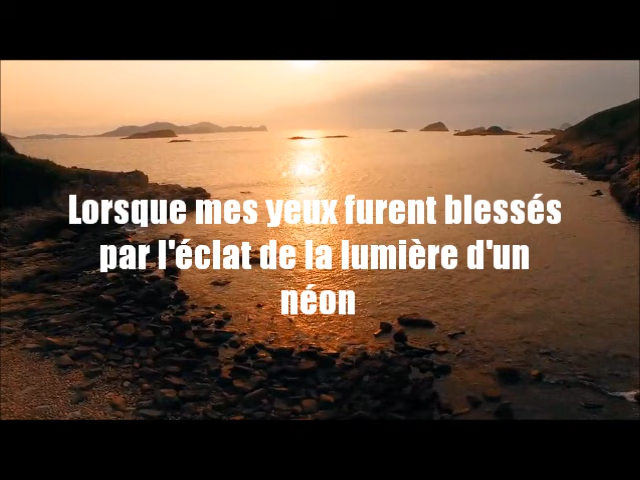 Lorsque mes yeux furent blessés
par l'éclat de la lumière d'un
néon